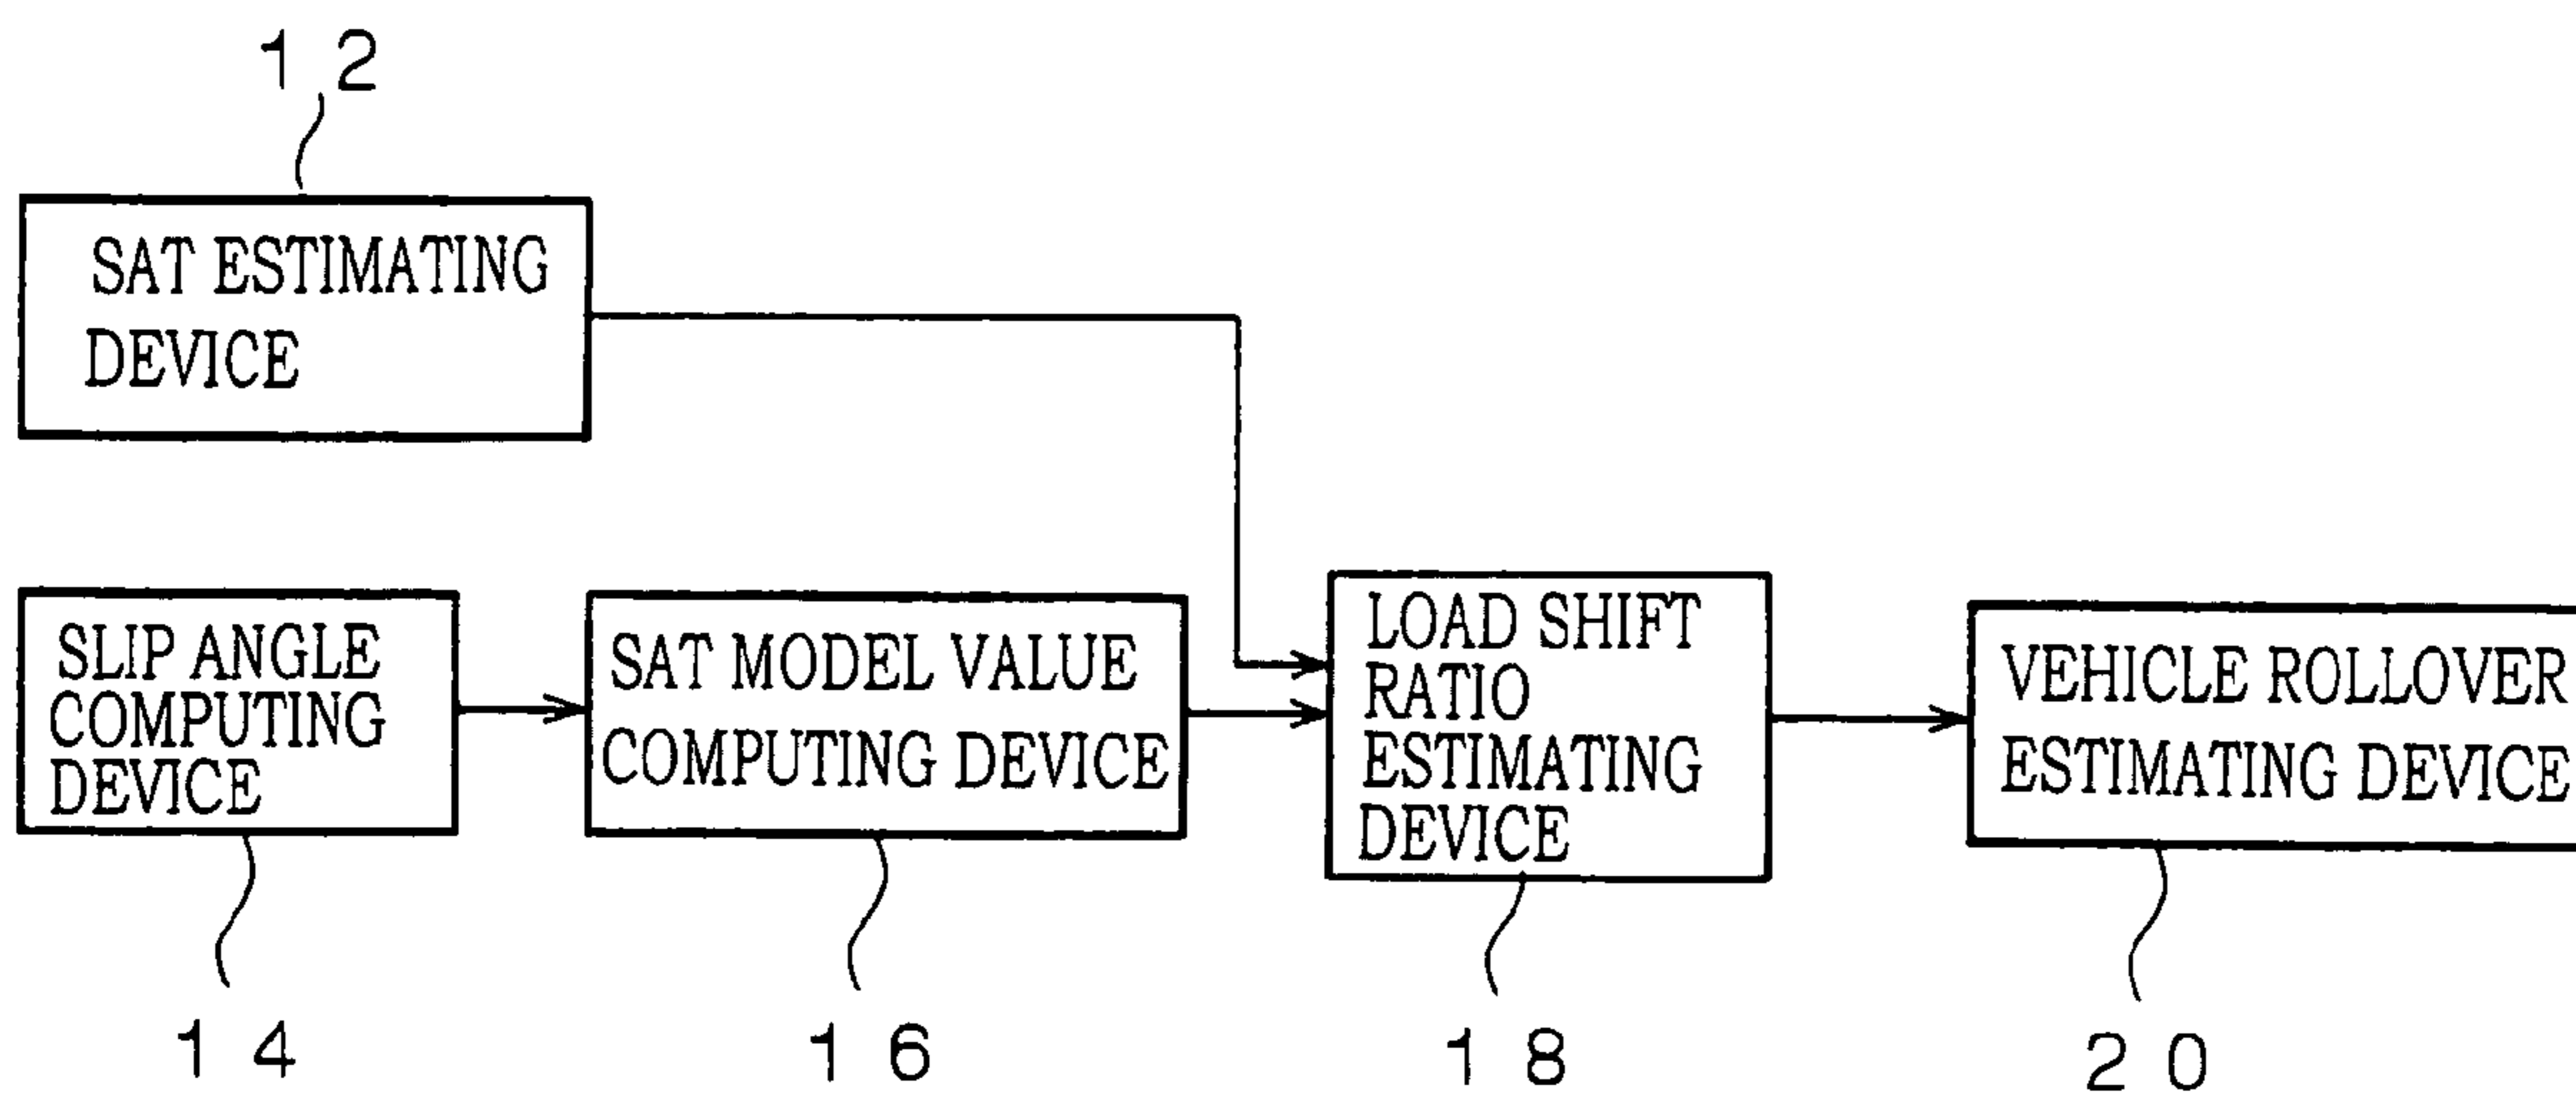 12
SAT ESTIMATING
DEVICE
SLIP ANGLE
COMPUTING
DEVICE
14
SAT MODEL VALUE
COMPUTING DEVICE
16
LOAD SHIFT
RATIO
ESTIMATING
DEVICE
18
VEHICLE ROLLOVER
ESTIMATING DEVICE
20